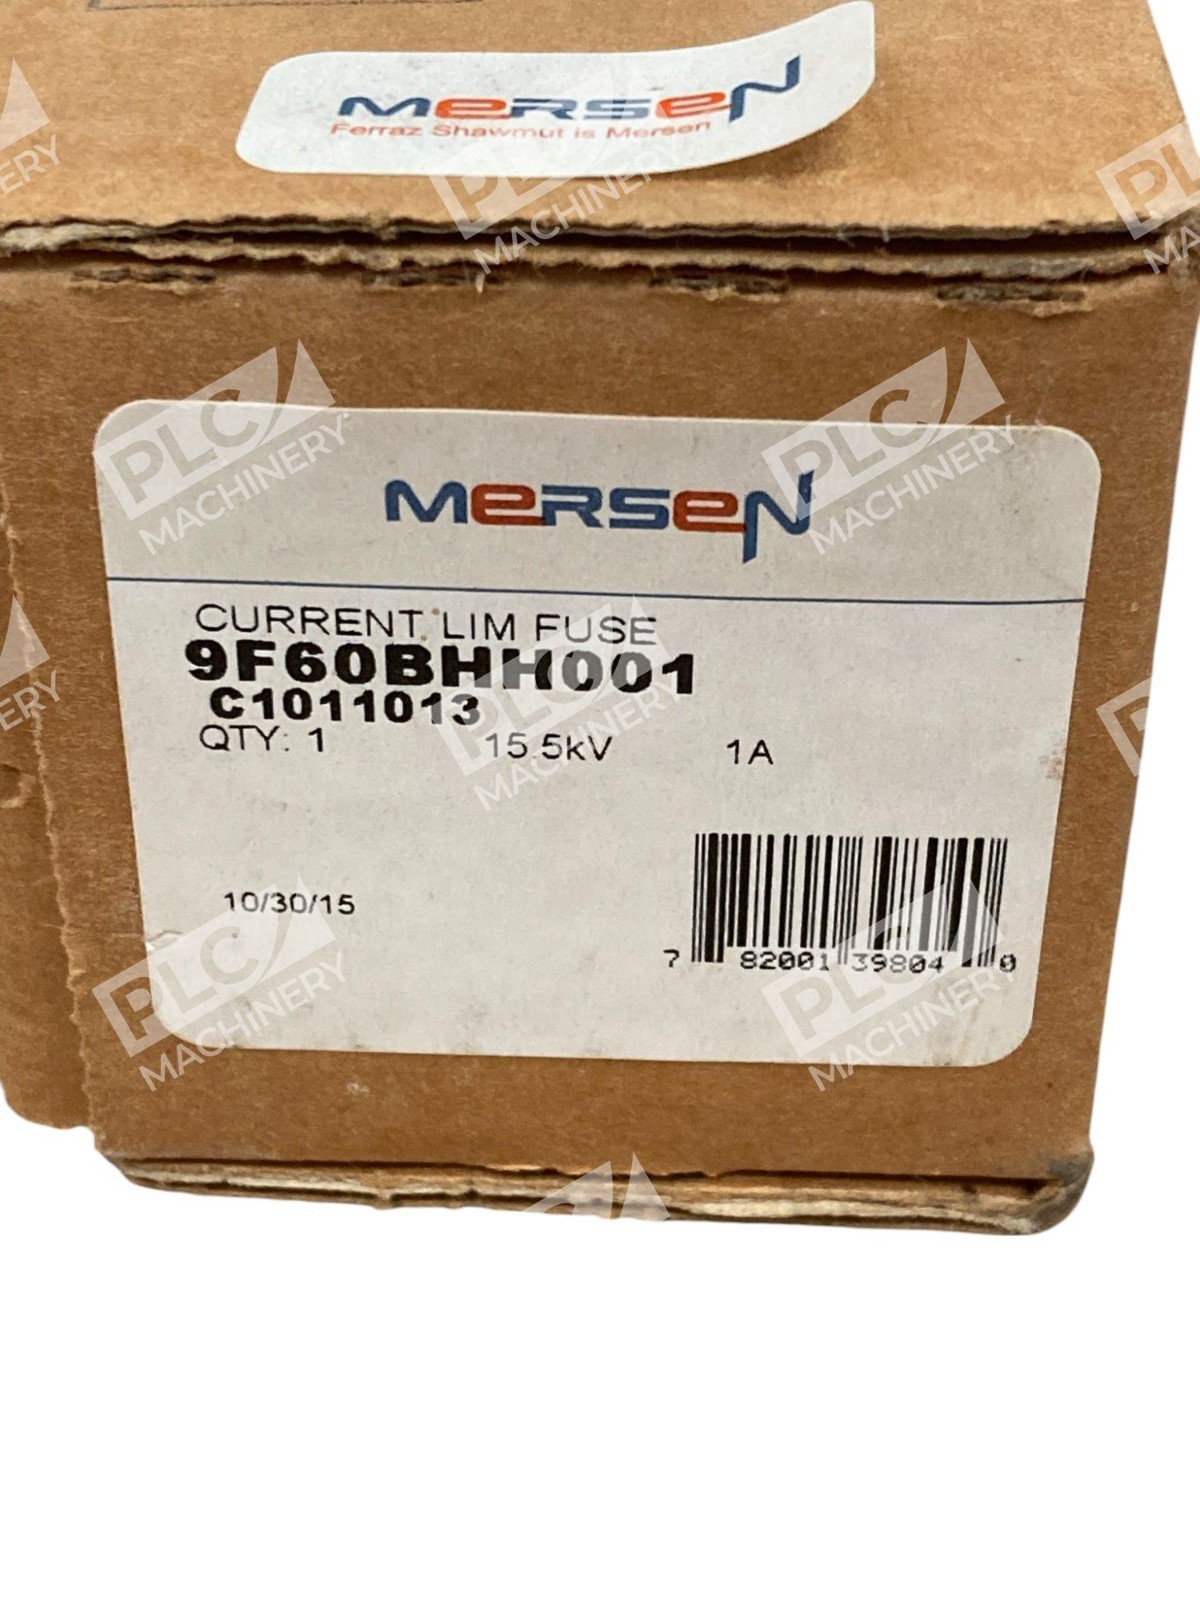 MERSEN
Ferraz Shawmut is Mersen
MERSEN
CURRENT LIM FUSE
9F60BHH001
C1011013
QTY: 1 15.5kV 1A
10/30/15
7 82001 39804 0
PLC MACHINERY